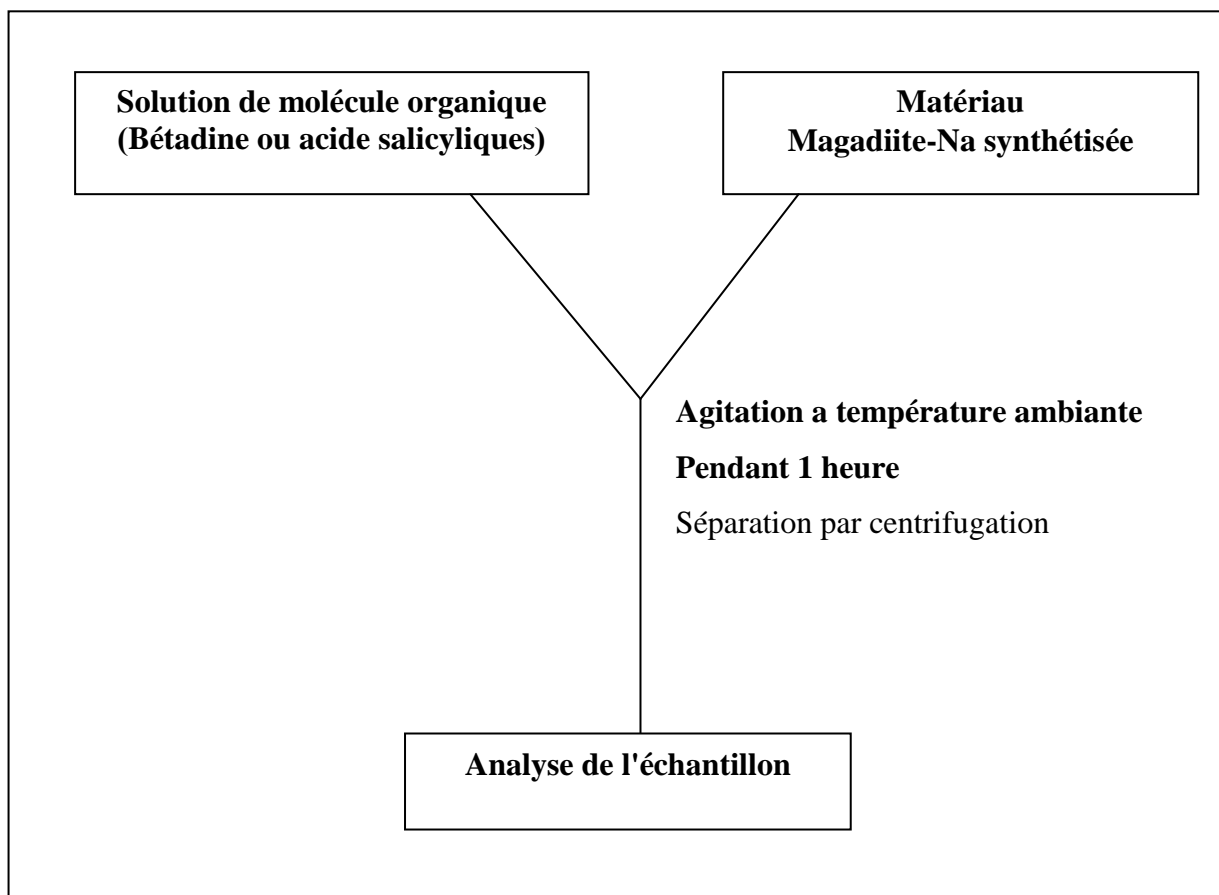 Solution de molécule organique
(Bétadine ou acide salicyliques)
Matériau
Magadiite-Na synthétisée
Agitation a température ambiante
Pendant 1 heure
Séparation par centrifugation
Analyse de l'échantillon